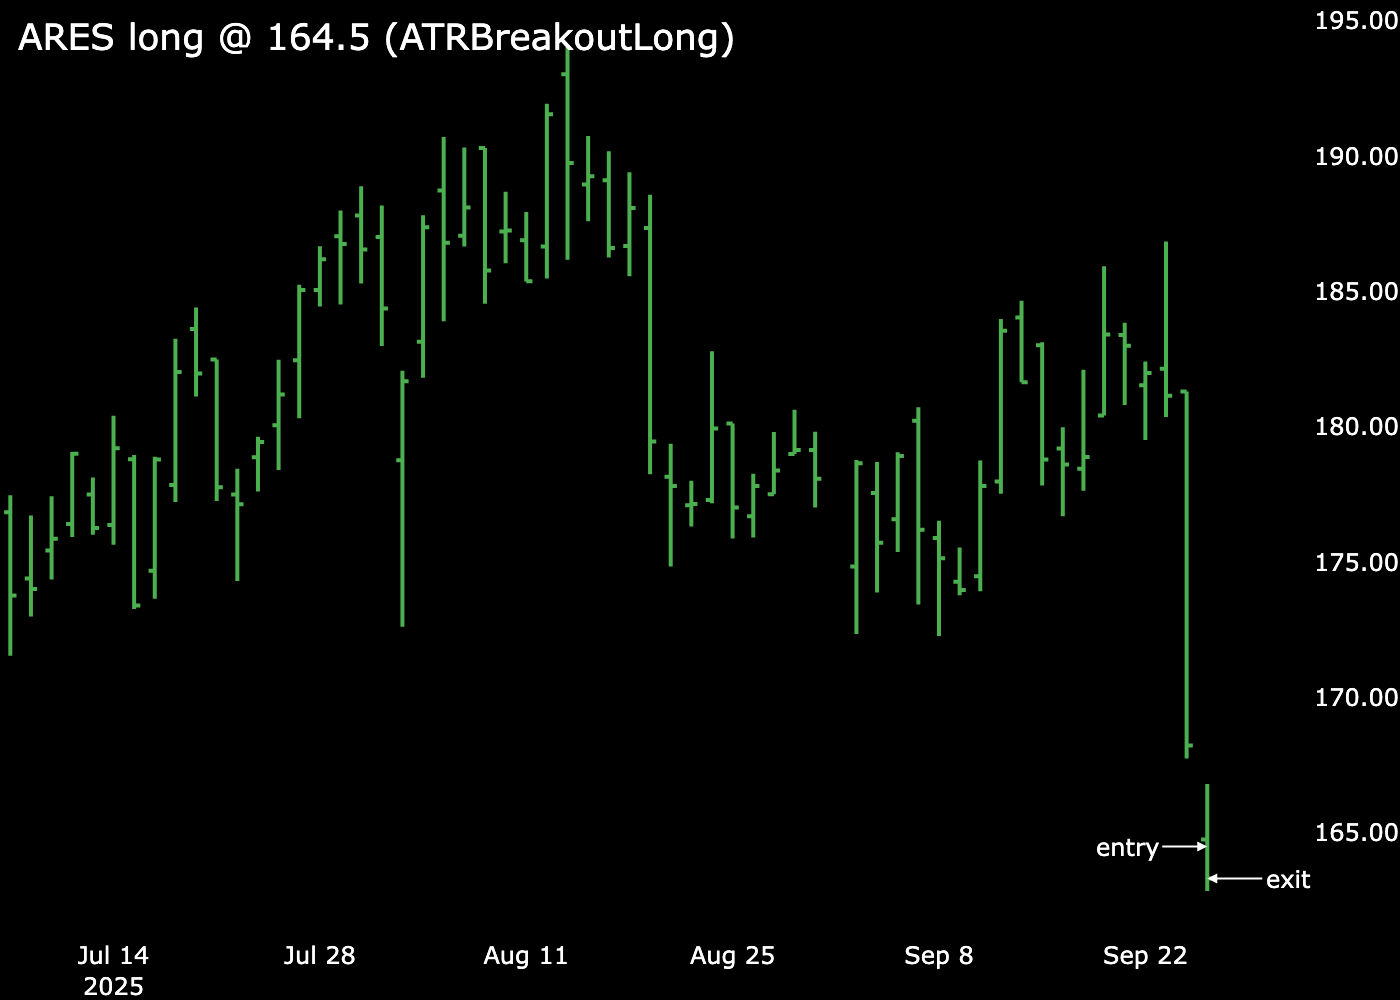 ARES long @ 164.5 (ATRBreakoutLong)
195.00
190.00
185.00
180.00
175.00
170.00
165.00
entry
exit
Jul 14
2025
Jul 28
Aug 11
Aug 25
Sep 8
Sep 22